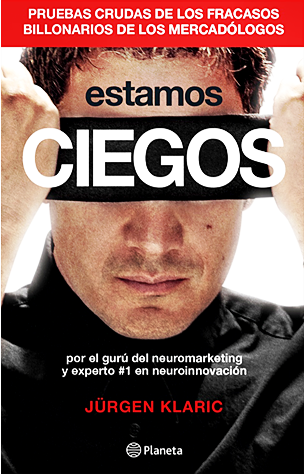 PRUEBAS CRUDAS DE LOS FRACASOS
BILLONARIOS DE LOS MERCADÓLOGOS
estamos
CIEGOS
por el gurú del neuromarketing
y experto #1 en neuroinnovación
JÜRGEN KLARIC
Planeta